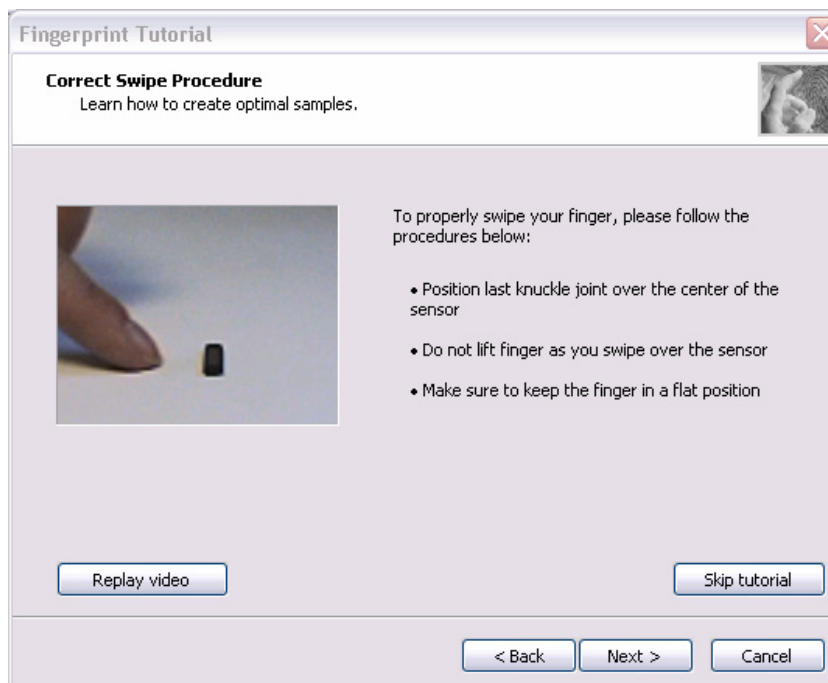 Fingerprint Tutorial
Correct Swipe Procedure
Learn how to create optimal samples.
To properly swipe your finger, please follow the
procedures below:
• Position last knuckle joint over the center of the
sensor
• Do not lift finger as you swipe over the sensor
• Make sure to keep the finger in a flat position
Replay video
Skip tutorial
< Back
Next >
Cancel